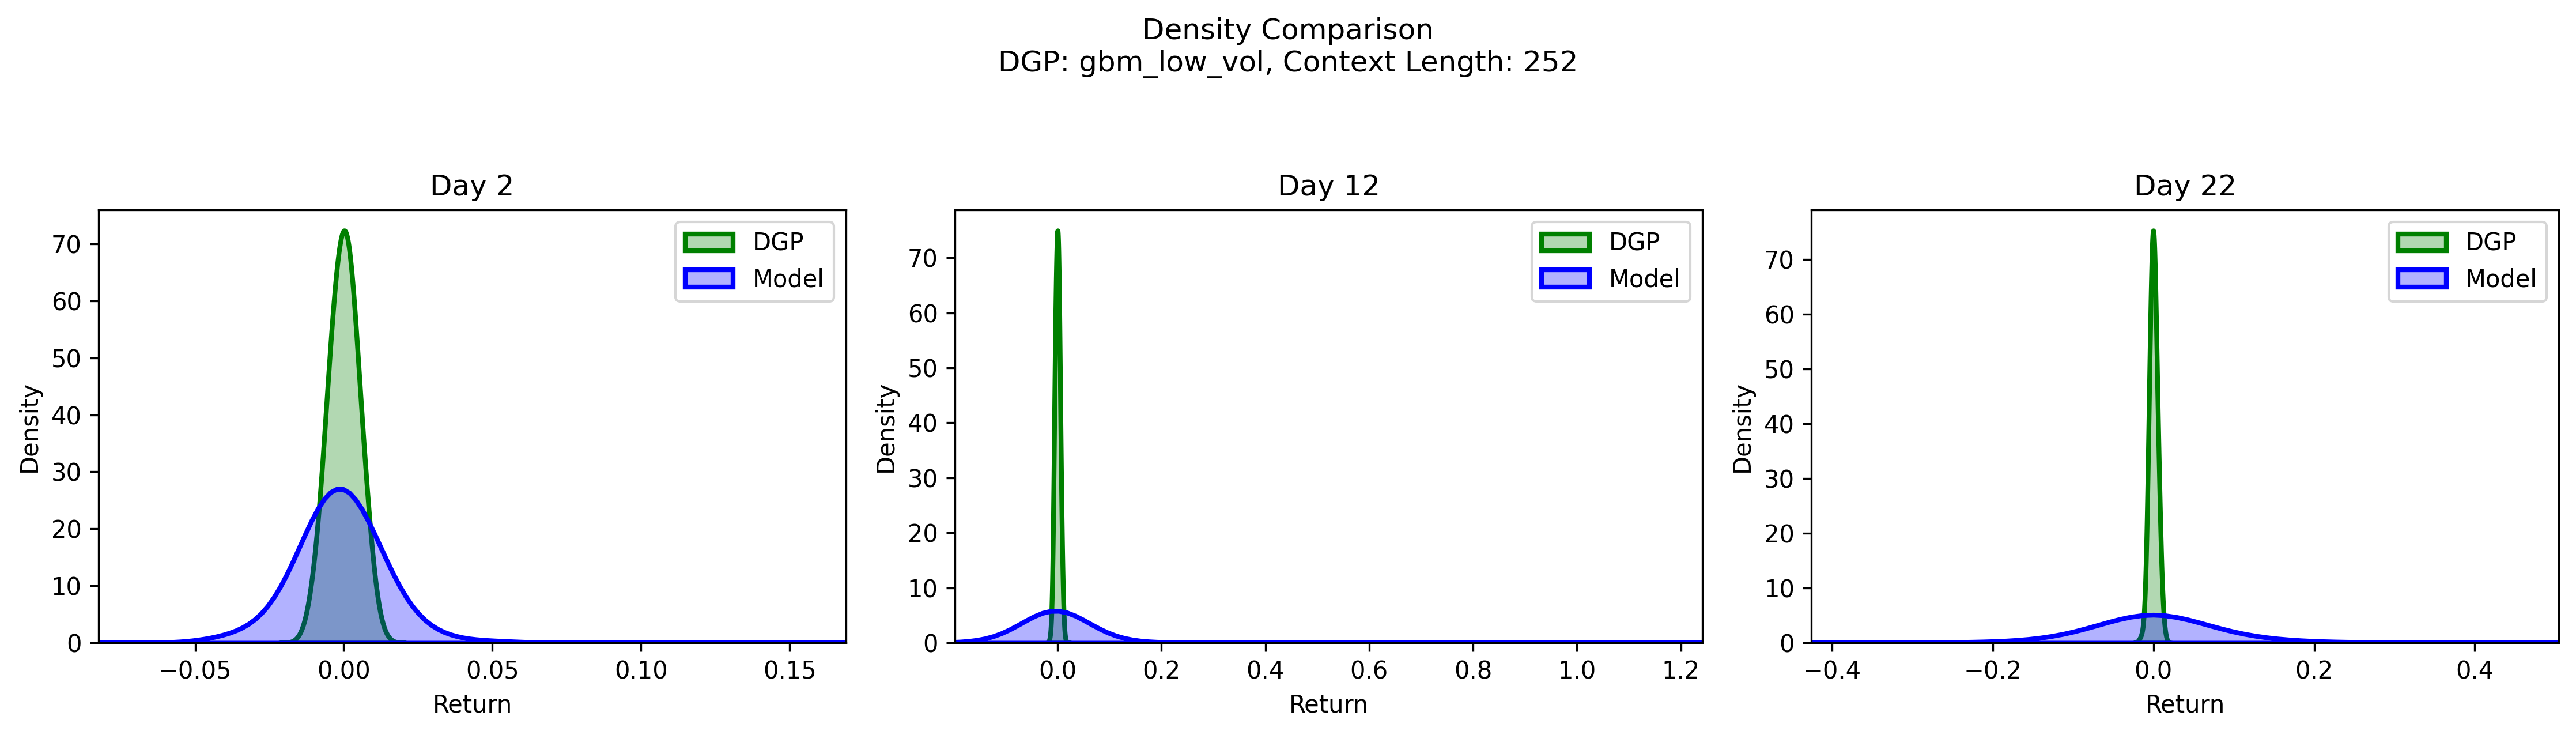 Density Comparison
DGP: gbm_low_vol, Context Length: 252
Day 2
Density
70
60
50
40
30
20
10
0
−0.05
0.00
0.05
0.10
0.15
Return
DGP
Model
Day 12
Density
70
60
50
40
30
20
10
0
0.0
0.2
0.4
0.6
0.8
1.0
1.2
Return
DGP
Model
Day 22
Density
70
60
50
40
30
20
10
0
−0.4
−0.2
0.0
0.2
0.4
Return
DGP
Model